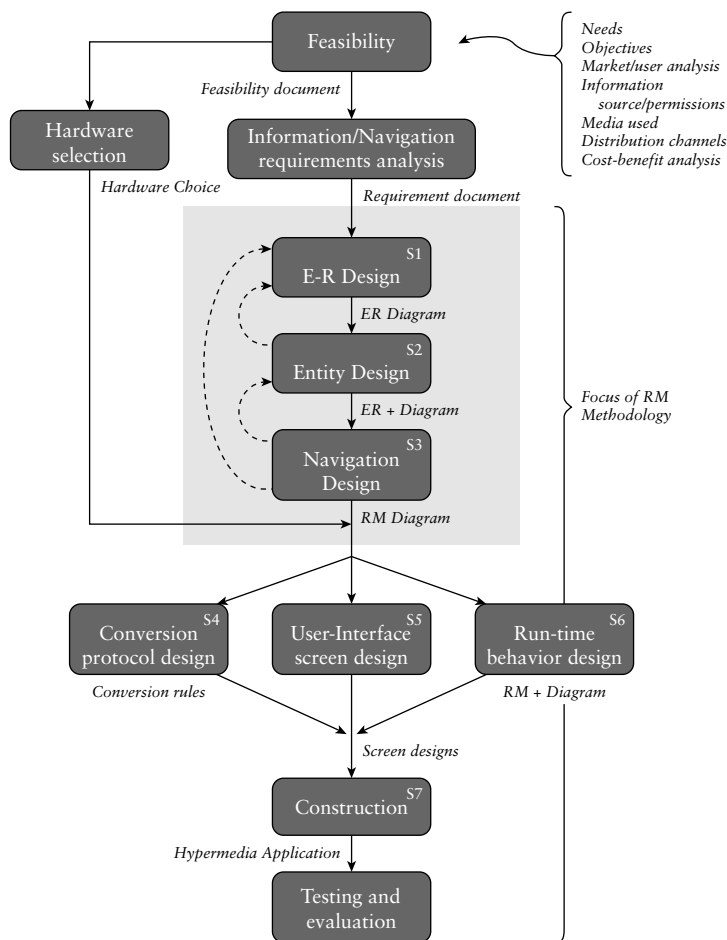 Feasibility
Needs
Objectives
Market/user analysis
Information
source/permissions
Media used
Distribution channels
Cost-benefit analysis
Feasibility document
Hardware
selection
Information/Navigation
requirements analysis
Hardware Choice
Requirement document
S1
E-R Design
ER Diagram
S2
Entity Design
ER + Diagram
Focus of RM
Methodology
S3
Navigation
Design
RM Diagram
S4
Conversion
protocol design
S5
User-Interface
screen design
S6
Run-time
behavior design
Conversion rules
RM + Diagram
Screen designs
S7
Construction
Hypermedia Application
Testing and
evaluation